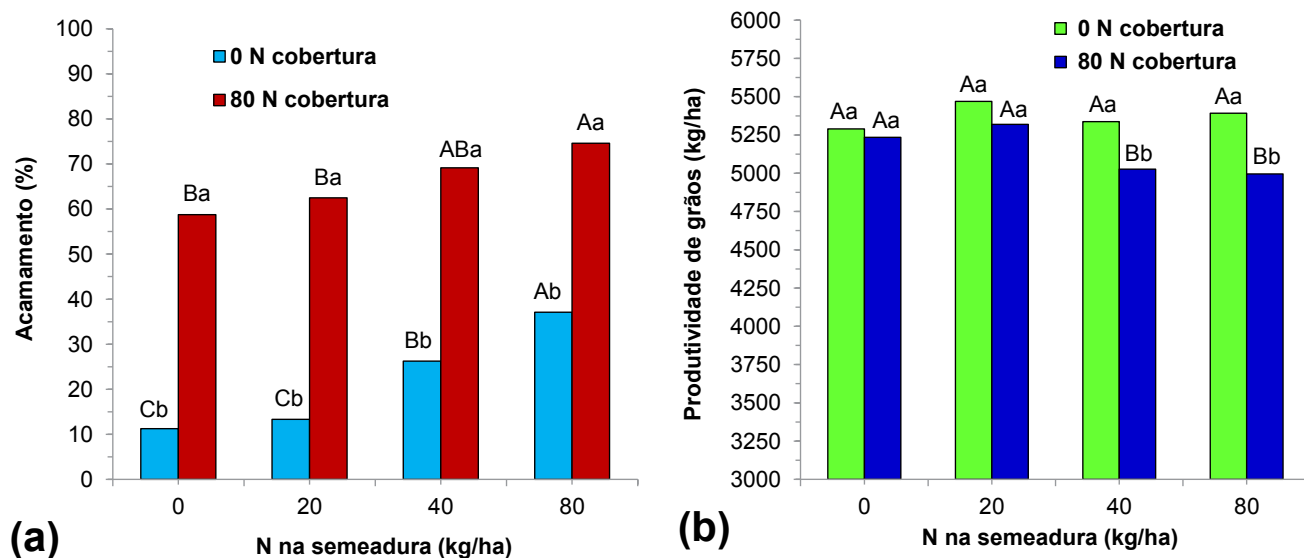 100
90
80
70
60
50
40
30
20
10
0
Acamamento (%)
0 N cobertura
80 N cobertura
Cb
Ba
Cb
Ba
Bb
ABa
Ab
Aa
0 20 40 80
N na semeadura (kg/ha)
(a)
6000
5750
5500
5250
5000
4750
4500
4250
4000
3750
3500
3250
3000
Produtividade de grãos (kg/ha)
0 N cobertura
80 N cobertura
Aa
Aa
Aa
Aa
Aa
Bb
Aa
Bb
0 20 40 80
N na semeadura (kg/ha)
(b)